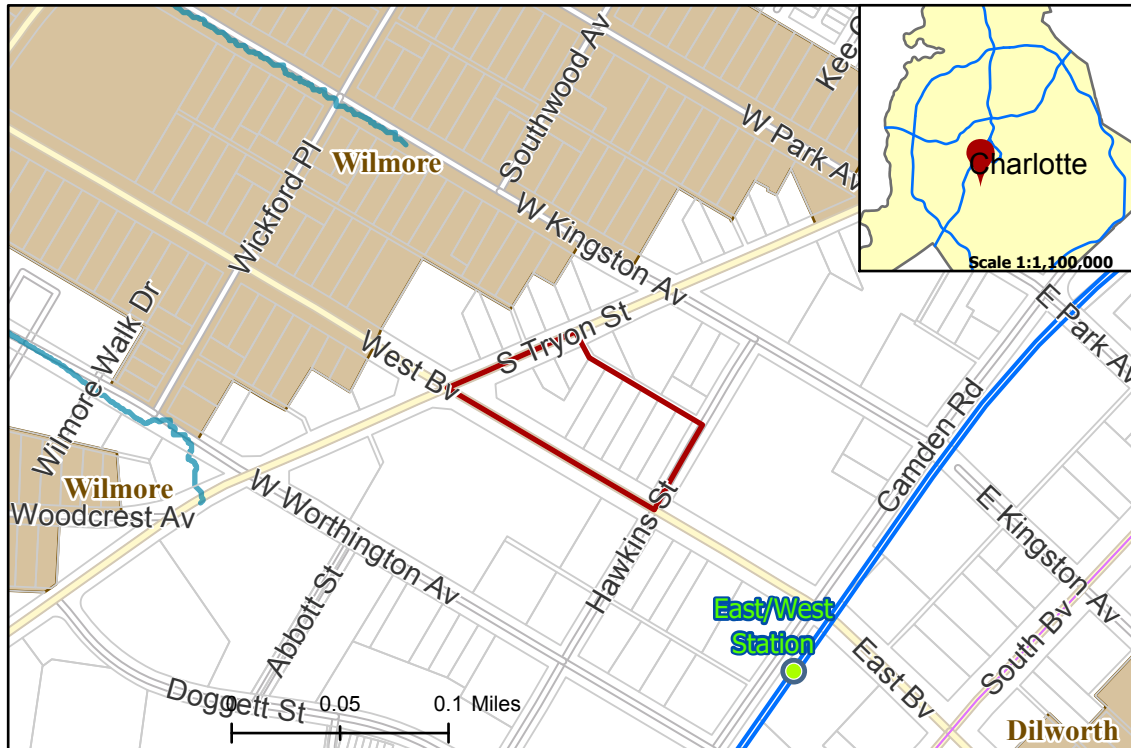 Southwood Av
Kee
W Park Av
Wilmore
Wickford Pl
W Kingston Av
Charlotte
Scale 1:1,100,000
E Park Av
Wilmore Walk Dr
West Bv
S Tryon St
Camden Rd
Wilmore
Woodcrest Av
W Worthington Av
Hawkins St
E Kingston Av
Abbott St
East/West
Station
South Bv
East Bv
Doggett St
0 0.05 0.1 Miles
Dilworth